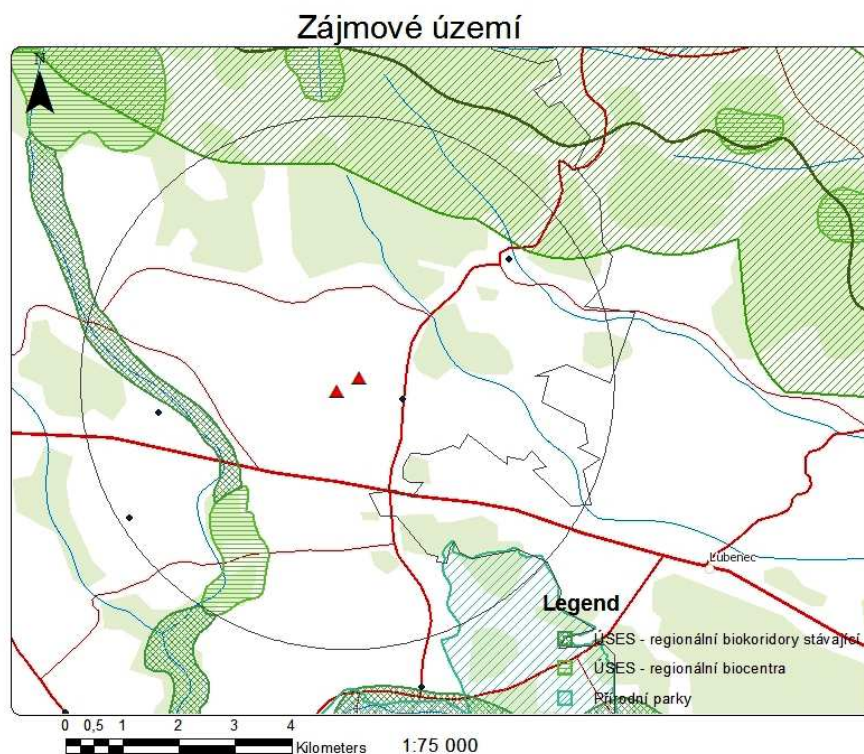 Zájmové území
N
Lubenec
Legend
ÚSES - regionální biokoridory stávající
ÚSES - regionální biocentra
Přírodní parky
0 0,5 1 2 3 4
Kilometers 1:75 000